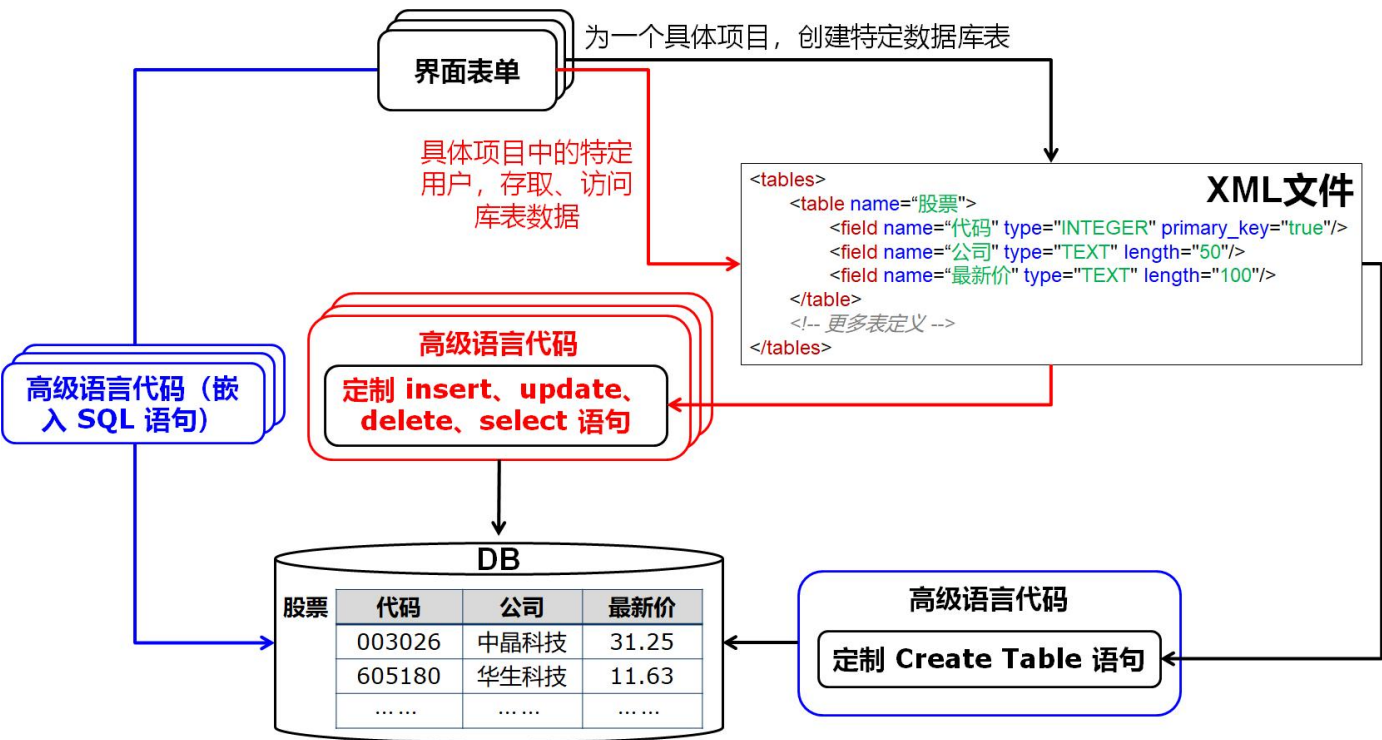 为一个具体项目，创建特定数据库表
界面表单
具体项目中的特定
用户，存取、访问
库表数据
XML文件
<tables>
<table name=“股票">
<field name=“代码" type="INTEGER" primary_key="true"/>
<field name=“公司" type="TEXT" length="50"/>
<field name=“最新价" type="TEXT" length="100"/>
</table>
<!-- 更多表定义 -->
</tables>
高级语言代码
定制 insert、update、
delete、select 语句
高级语言代码（嵌
入 SQL 语句）
DB
股票 代码 公司 最新价
003026 中晶科技 31.25
605180 华生科技 11.63
…… …… ……
高级语言代码
定制 Create Table 语句